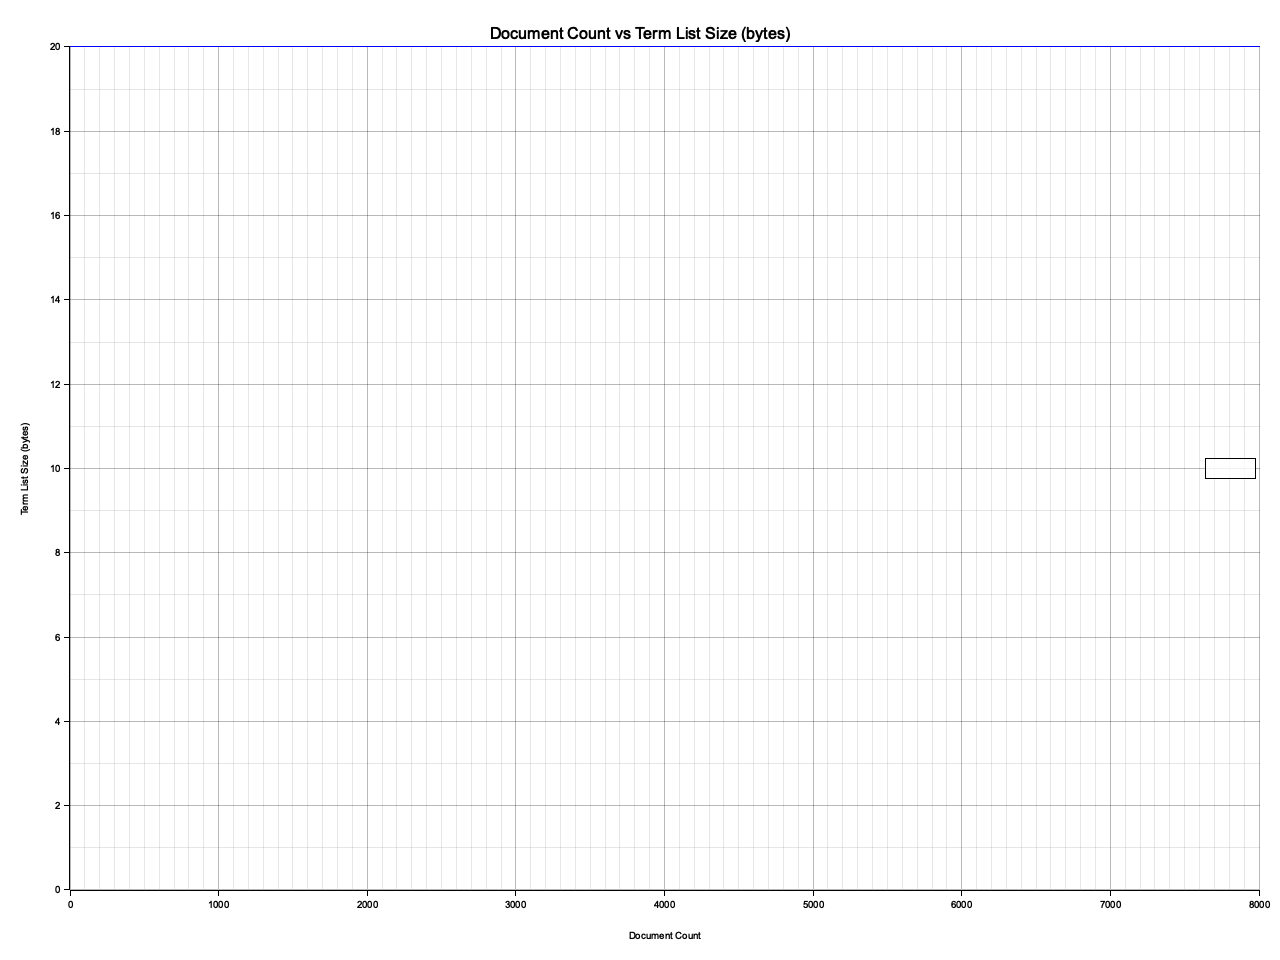 Document Count vs Term List Size (bytes)
20
18
16
14
12
10
8
6
4
2
0
Term List Size (bytes)
0 1000 2000 3000 4000 5000 6000 7000 8000
Document Count